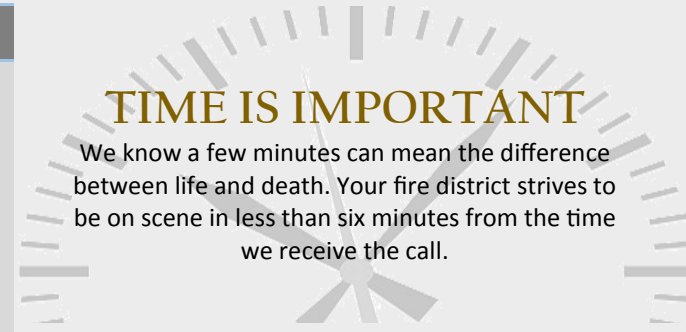 TIME IS IMPORTANT
We know a few minutes can mean the difference
between life and death. Your fire district strives to
be on scene in less than six minutes from the time
we receive the call.